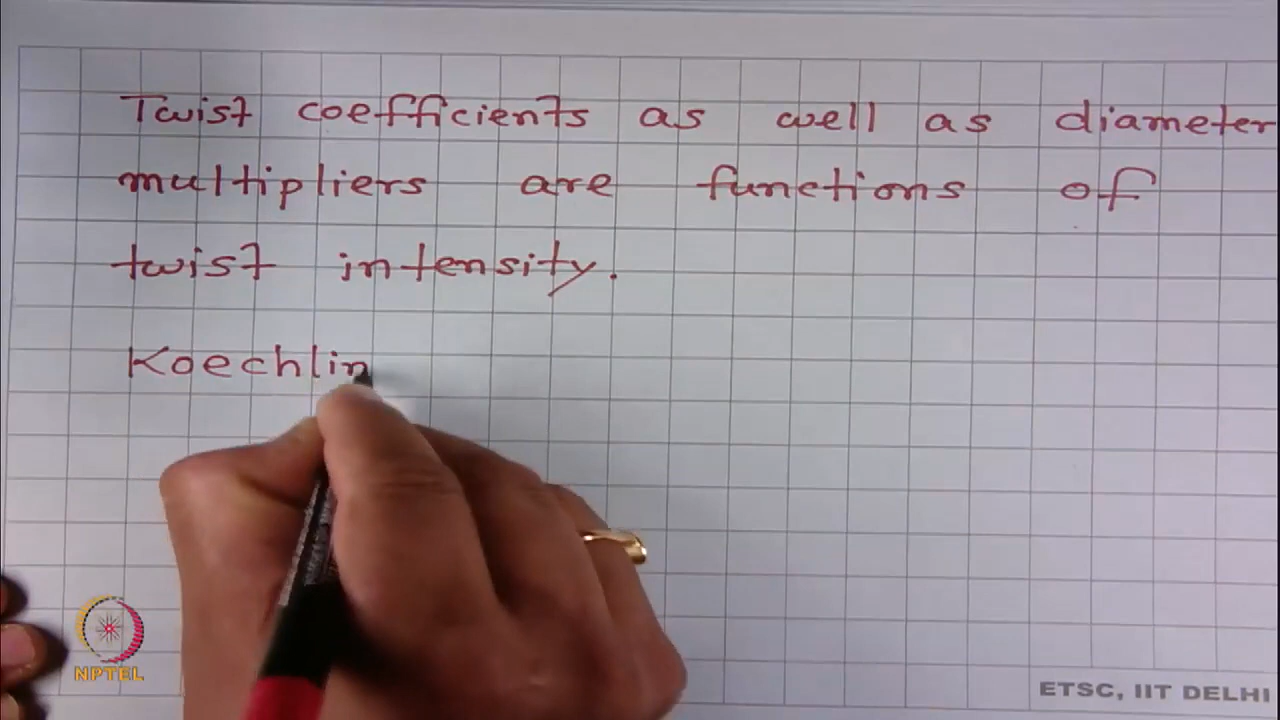 Twist coefficients as well as diameter
multipliers are functions of
twist intensity.
Koechlin
NPTEL
ETSC, IIT DELHI